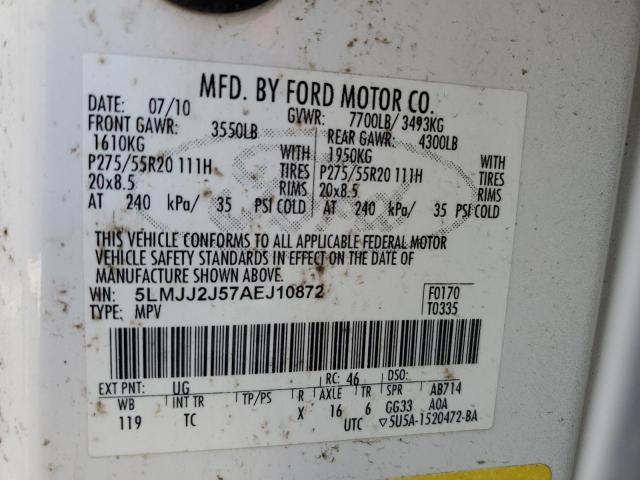 MFD. BY FORD MOTOR CO.
DATE: 07/10 GVWR: 7700LB/ 3493KG
FRONT GAWR: 3550LB REAR GAWR: 4300LB
1610KG WITH 1950KG WITH
P275/55R20 111H TIRES P275/55R20 111H TIRES
20x8.5 RIMS 20x8.5 RIMS
AT 240 kPa/ 35 PSI COLD AT 240 kPa/ 35 PSI COLD
THIS VEHICLE CONFORMS TO ALL APPLICABLE FEDERAL MOTOR
VEHICLE SAFETY STANDARDS IN EFFECT ON THE DATE OF
MANUFACTURE SHOWN ABOVE.
VIN: 5LMJJ2J57AEJ10872 F0170
TYPE: MPV T0335
EXT PNT: UG RC: 46 DSO:
WB INT TR TP/PS R AXLE TR SPR AB714
119 TC X 16 6 GG33 A0A
UTC ▽5U5A-1520472-BA